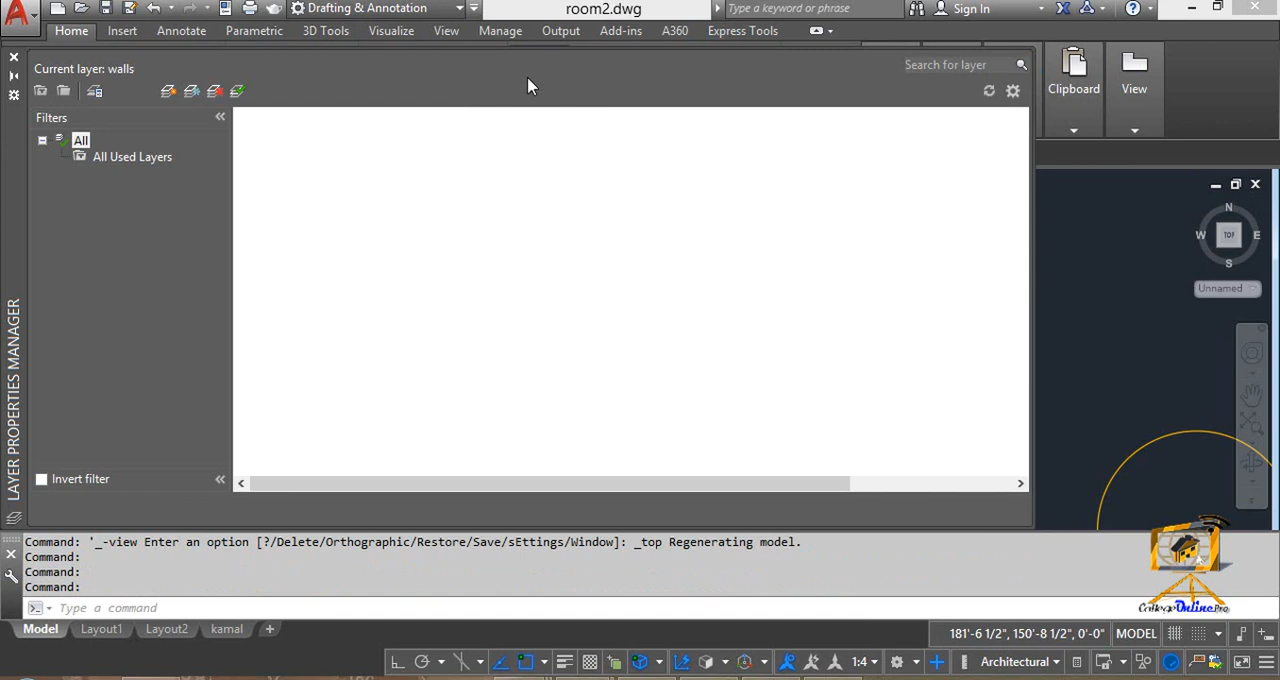 Drafting & Annotation
room2.dwg
Type a keyword or phrase
Sign In
Home Insert Annotate Parametric 3D Tools Visualize View Manage Output Add-ins A360 Express Tools
Current layer: walls
Search for layer
Clipboard View
Filters
All
All Used Layers
N
W TOP E
S
Unnamed
LAYER PROPERTIES MANAGER
Invert filter
Command: '_-view Enter an option [?/Delete/Orthographic/Restore/Save/sEttings/Window]: _top Regenerating model.
Command:
Command:
Command:
Type a command
CollegeOnlinePro
Model Layout1 Layout2 kamal +
181'-6 1/2", 150'-8 1/2", 0'-0" MODEL
1:4 Architectural